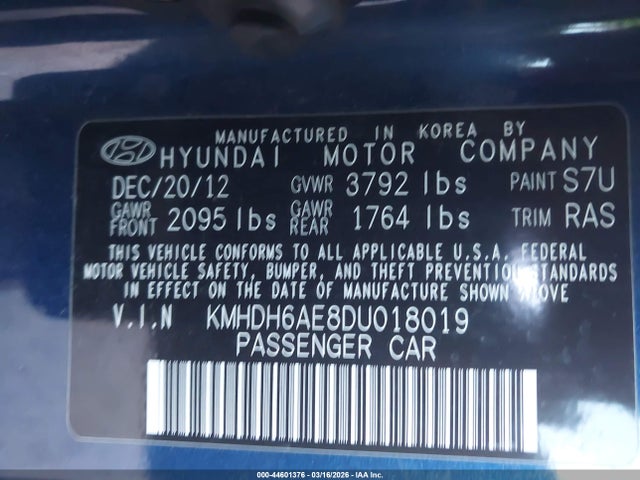 MANUFACTURED IN KOREA BY
HYUNDAI MOTOR COMPANY
DEC/20/12 GVWR 3792 lbs PAINT S7U
GAWR FRONT 2095 lbs GAWR REAR 1764 lbs TRIM RAS
THIS VEHICLE CONFORMS TO ALL APPLICABLE U.S.A. FEDERAL
MOTOR VEHICLE SAFETY, BUMPER, AND THEFT PREVENTION STANDARDS
IN EFFECT ON THE DATE OF MANUFACTURE SHOWN ABOVE
V.I.N KMHDH6AE8DU018019
PASSENGER CAR
000-44601376 - 03/16/2026 - IAA Inc.